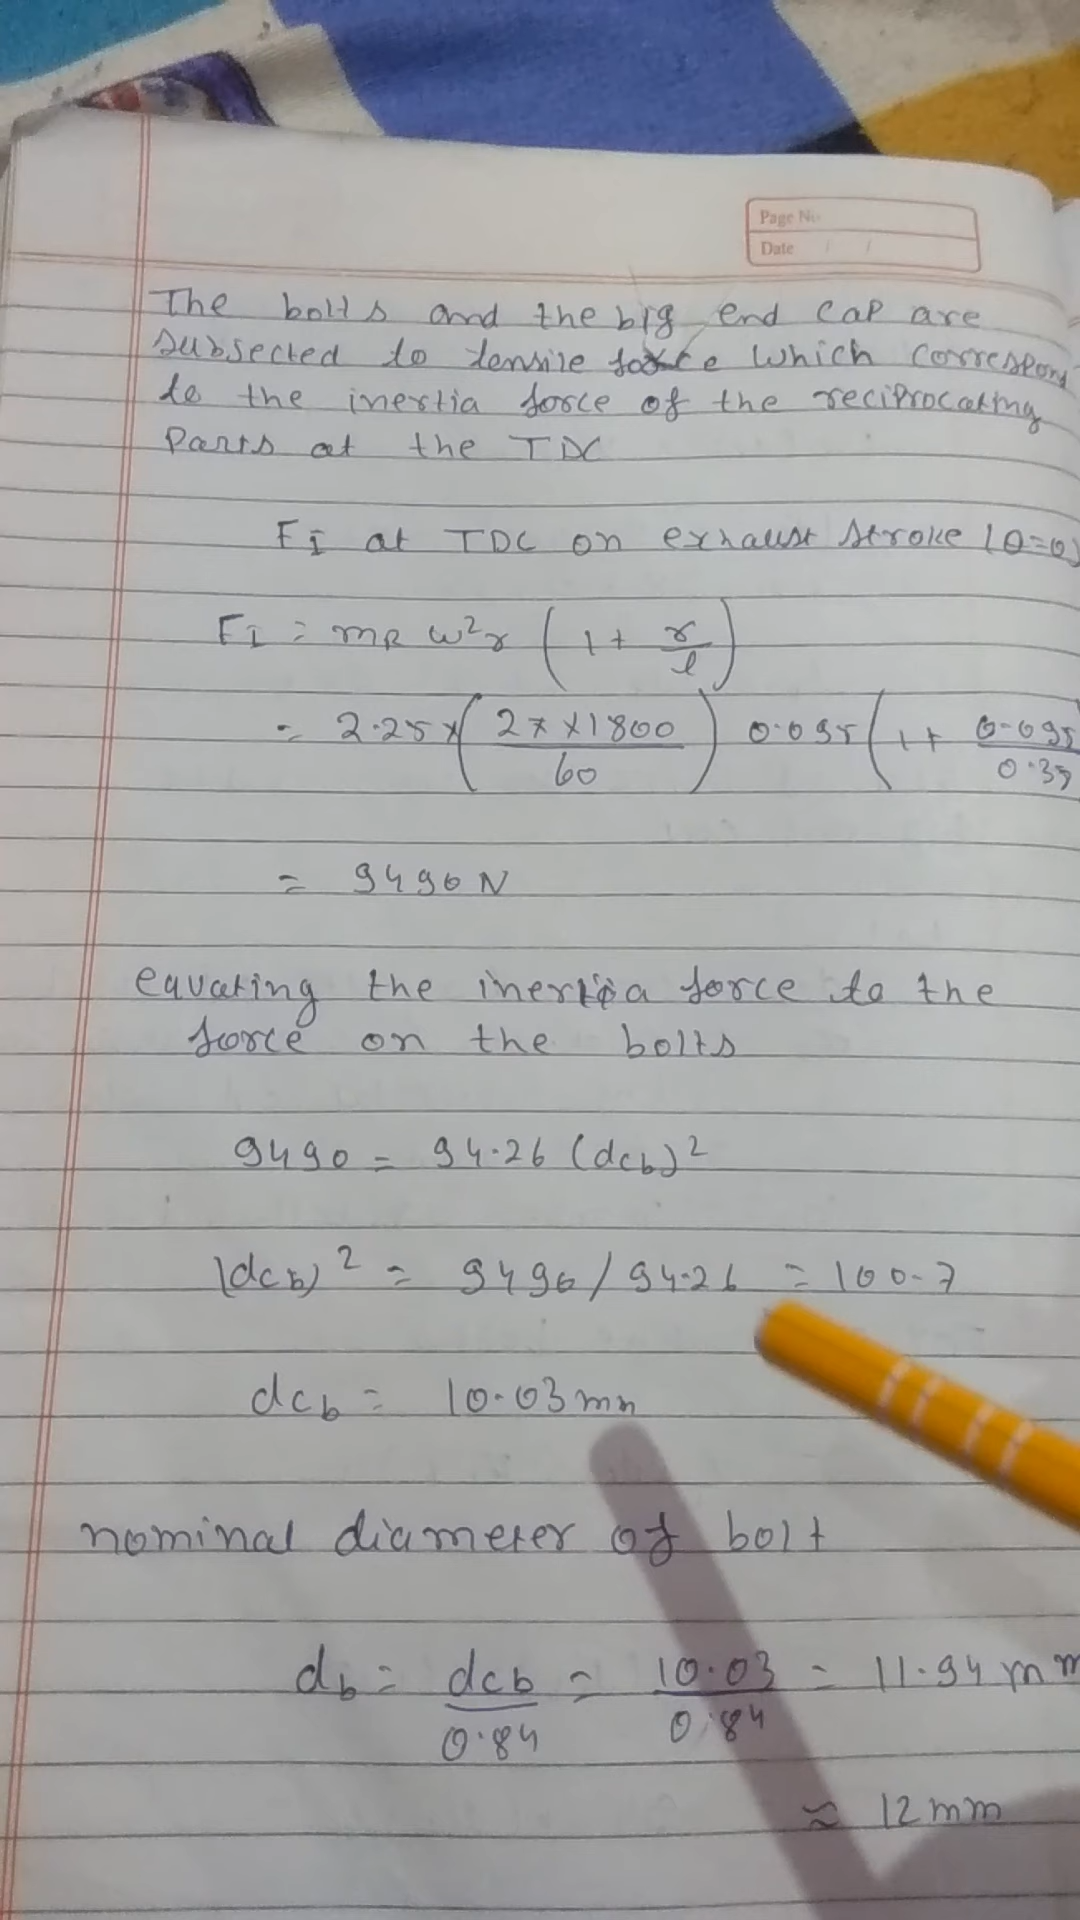 Page No.
Date / /
The bolts and the big end cap are
subsected to tensile force which correspond
to the inertia force of the reciprocating
parts at the TDC
FI at TDC on exhaust stroke (θ=0)
FI = mR ω²r (1 + r/l)
= 2.25 × (2π × 1800 / 60) 0.095 (1 + 0.095 / 0.35
= 9490 N
equating the inertia force to the
force on the bolts
9490 = 94.26 (dcb)²
(dcb)² = 9490 / 94.26 = 100.7
dcb = 10.03 mm
nominal diameter of bolt
db = dcb / 0.84 = 10.03 / 0.84 = 11.94 mm
≈ 12 mm